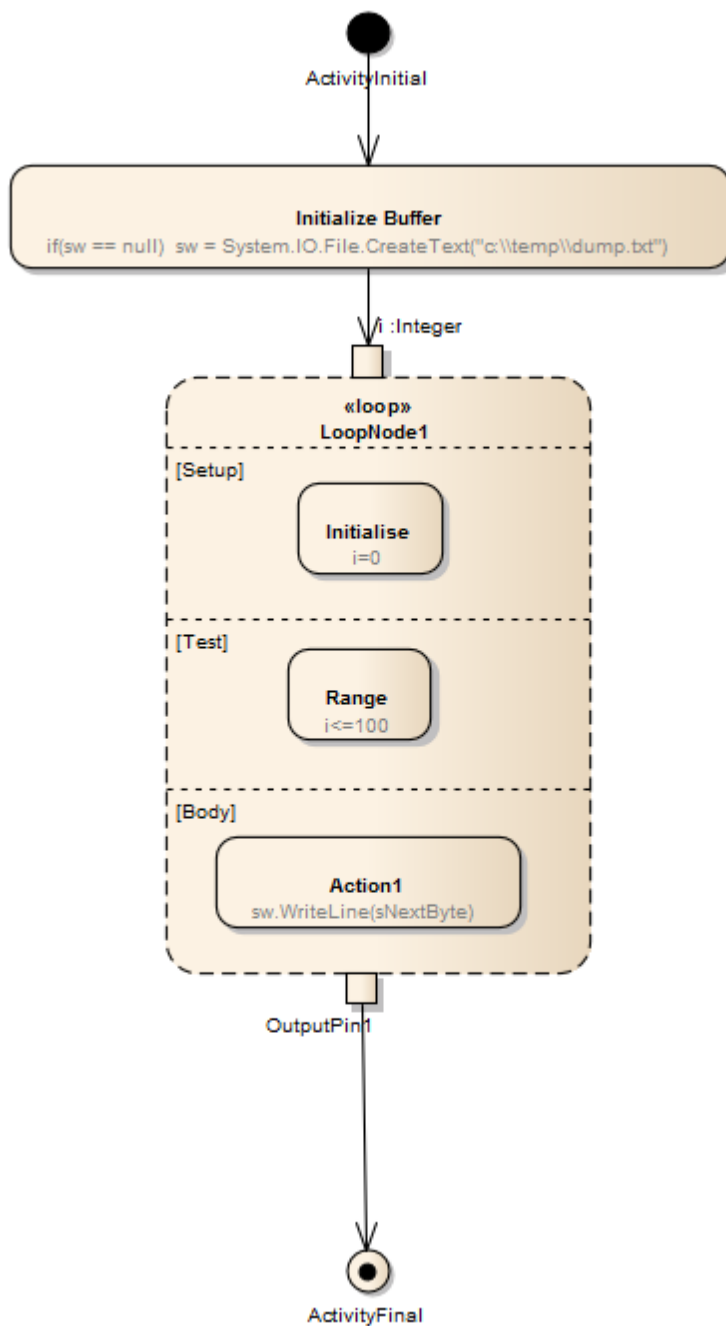 ActivityInitial
Initialize Buffer
if(sw == null)  sw = System.IO.File.CreateText("c:\\temp\\dump.txt")
i :Integer
«loop»
LoopNode1
[Setup]
Initialise
i=0
[Test]
Range
i<=100
[Body]
Action1
sw.WriteLine(sNextByte)
OutputPin1
ActivityFinal